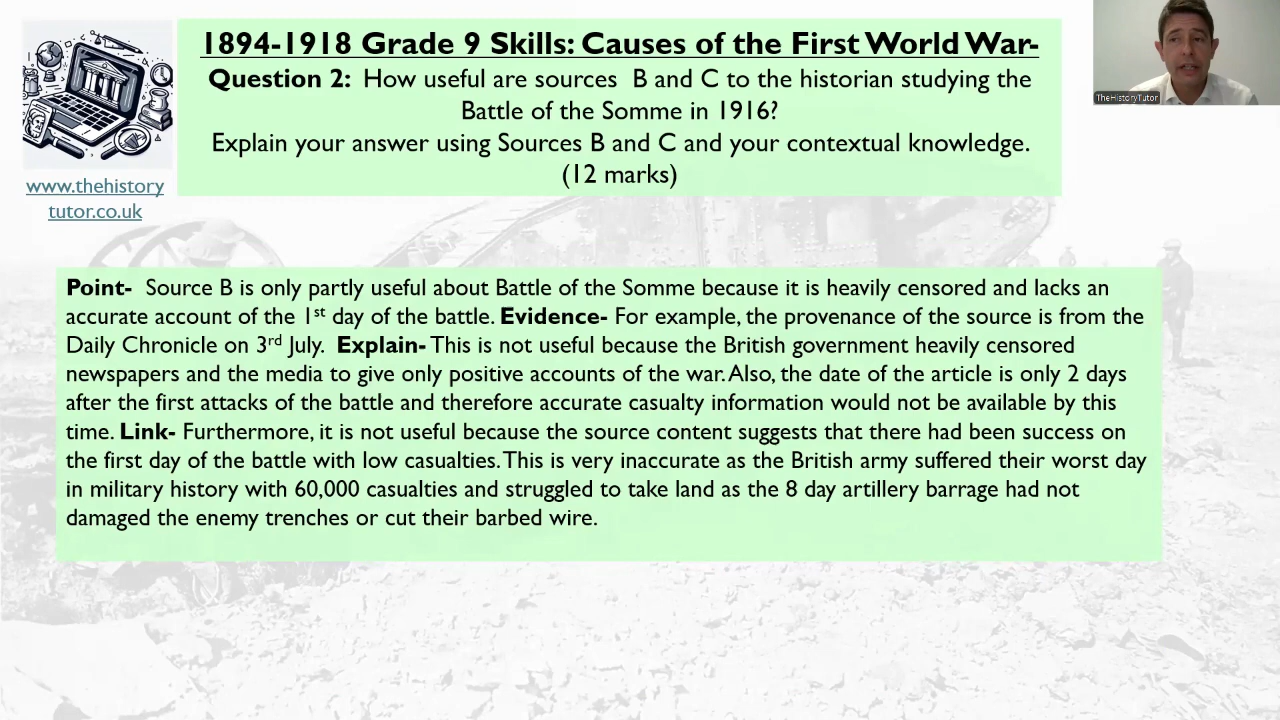 1894-1918 Grade 9 Skills: Causes of the First World War-
Question 2: How useful are sources B and C to the historian studying the
Battle of the Somme in 1916?
Explain your answer using Sources B and C and your contextual knowledge.
(12 marks)
TheHistoryTutor
www.thehistory
tutor.co.uk
Point- Source B is only partly useful about Battle of the Somme because it is heavily censored and lacks an
accurate account of the 1st day of the battle. Evidence- For example, the provenance of the source is from the
Daily Chronicle on 3rd July. Explain- This is not useful because the British government heavily censored
newspapers and the media to give only positive accounts of the war. Also, the date of the article is only 2 days
after the first attacks of the battle and therefore accurate casualty information would not be available by this
time. Link- Furthermore, it is not useful because the source content suggests that there had been success on
the first day of the battle with low casualties. This is very inaccurate as the British army suffered their worst day
in military history with 60,000 casualties and struggled to take land as the 8 day artillery barrage had not
damaged the enemy trenches or cut their barbed wire.